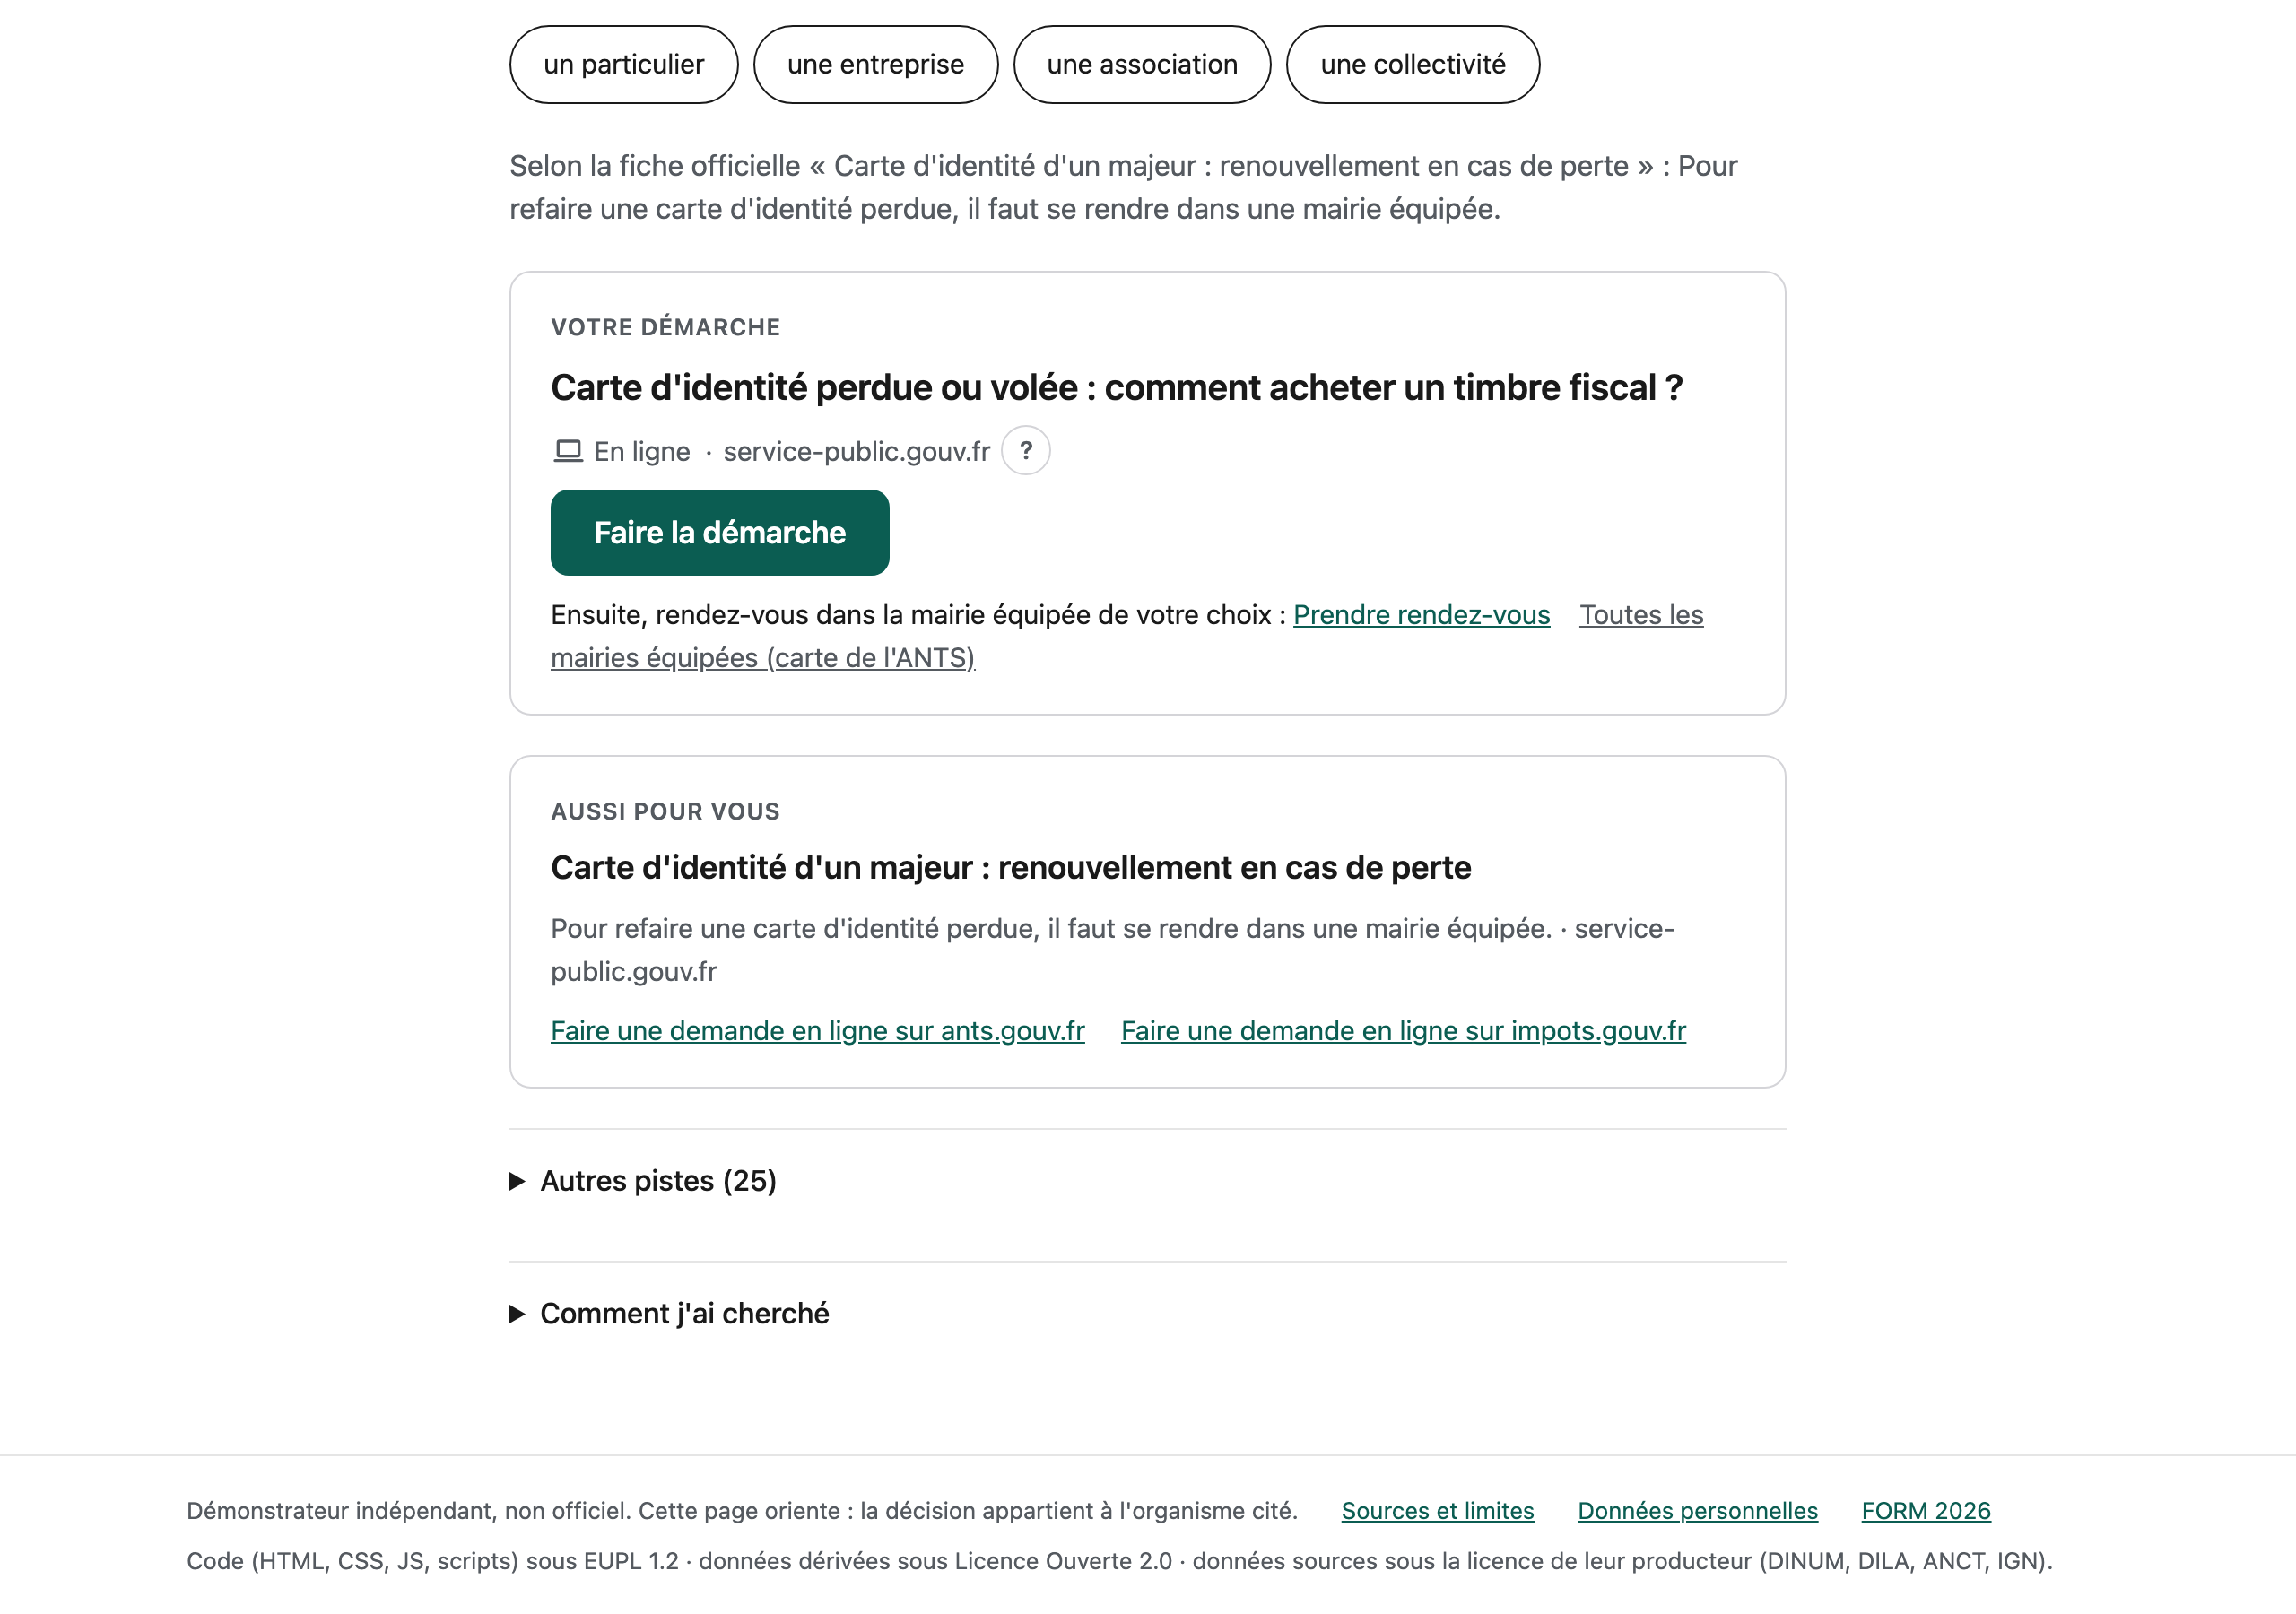 un particulier
une entreprise
une association
une collectivité
Selon la fiche officielle « Carte d'identité d'un majeur : renouvellement en cas de perte » : Pour
refaire une carte d'identité perdue, il faut se rendre dans une mairie équipée.
VOTRE DÉMARCHE
Carte d'identité perdue ou volée : comment acheter un timbre fiscal ?
En ligne · service-public.gouv.fr ?
Faire la démarche
Ensuite, rendez-vous dans la mairie équipée de votre choix : Prendre rendez-vous Toutes les
mairies équipées (carte de l'ANTS)
AUSSI POUR VOUS
Carte d'identité d'un majeur : renouvellement en cas de perte
Pour refaire une carte d'identité perdue, il faut se rendre dans une mairie équipée. · service-
public.gouv.fr
Faire une demande en ligne sur ants.gouv.fr Faire une demande en ligne sur impots.gouv.fr
Autres pistes (25)
Comment j'ai cherché
Démonstrateur indépendant, non officiel. Cette page oriente : la décision appartient à l'organisme cité. Sources et limites Données personnelles FORM 2026
Code (HTML, CSS, JS, scripts) sous EUPL 1.2 · données dérivées sous Licence Ouverte 2.0 · données sources sous la licence de leur producteur (DINUM, DILA, ANCT, IGN).